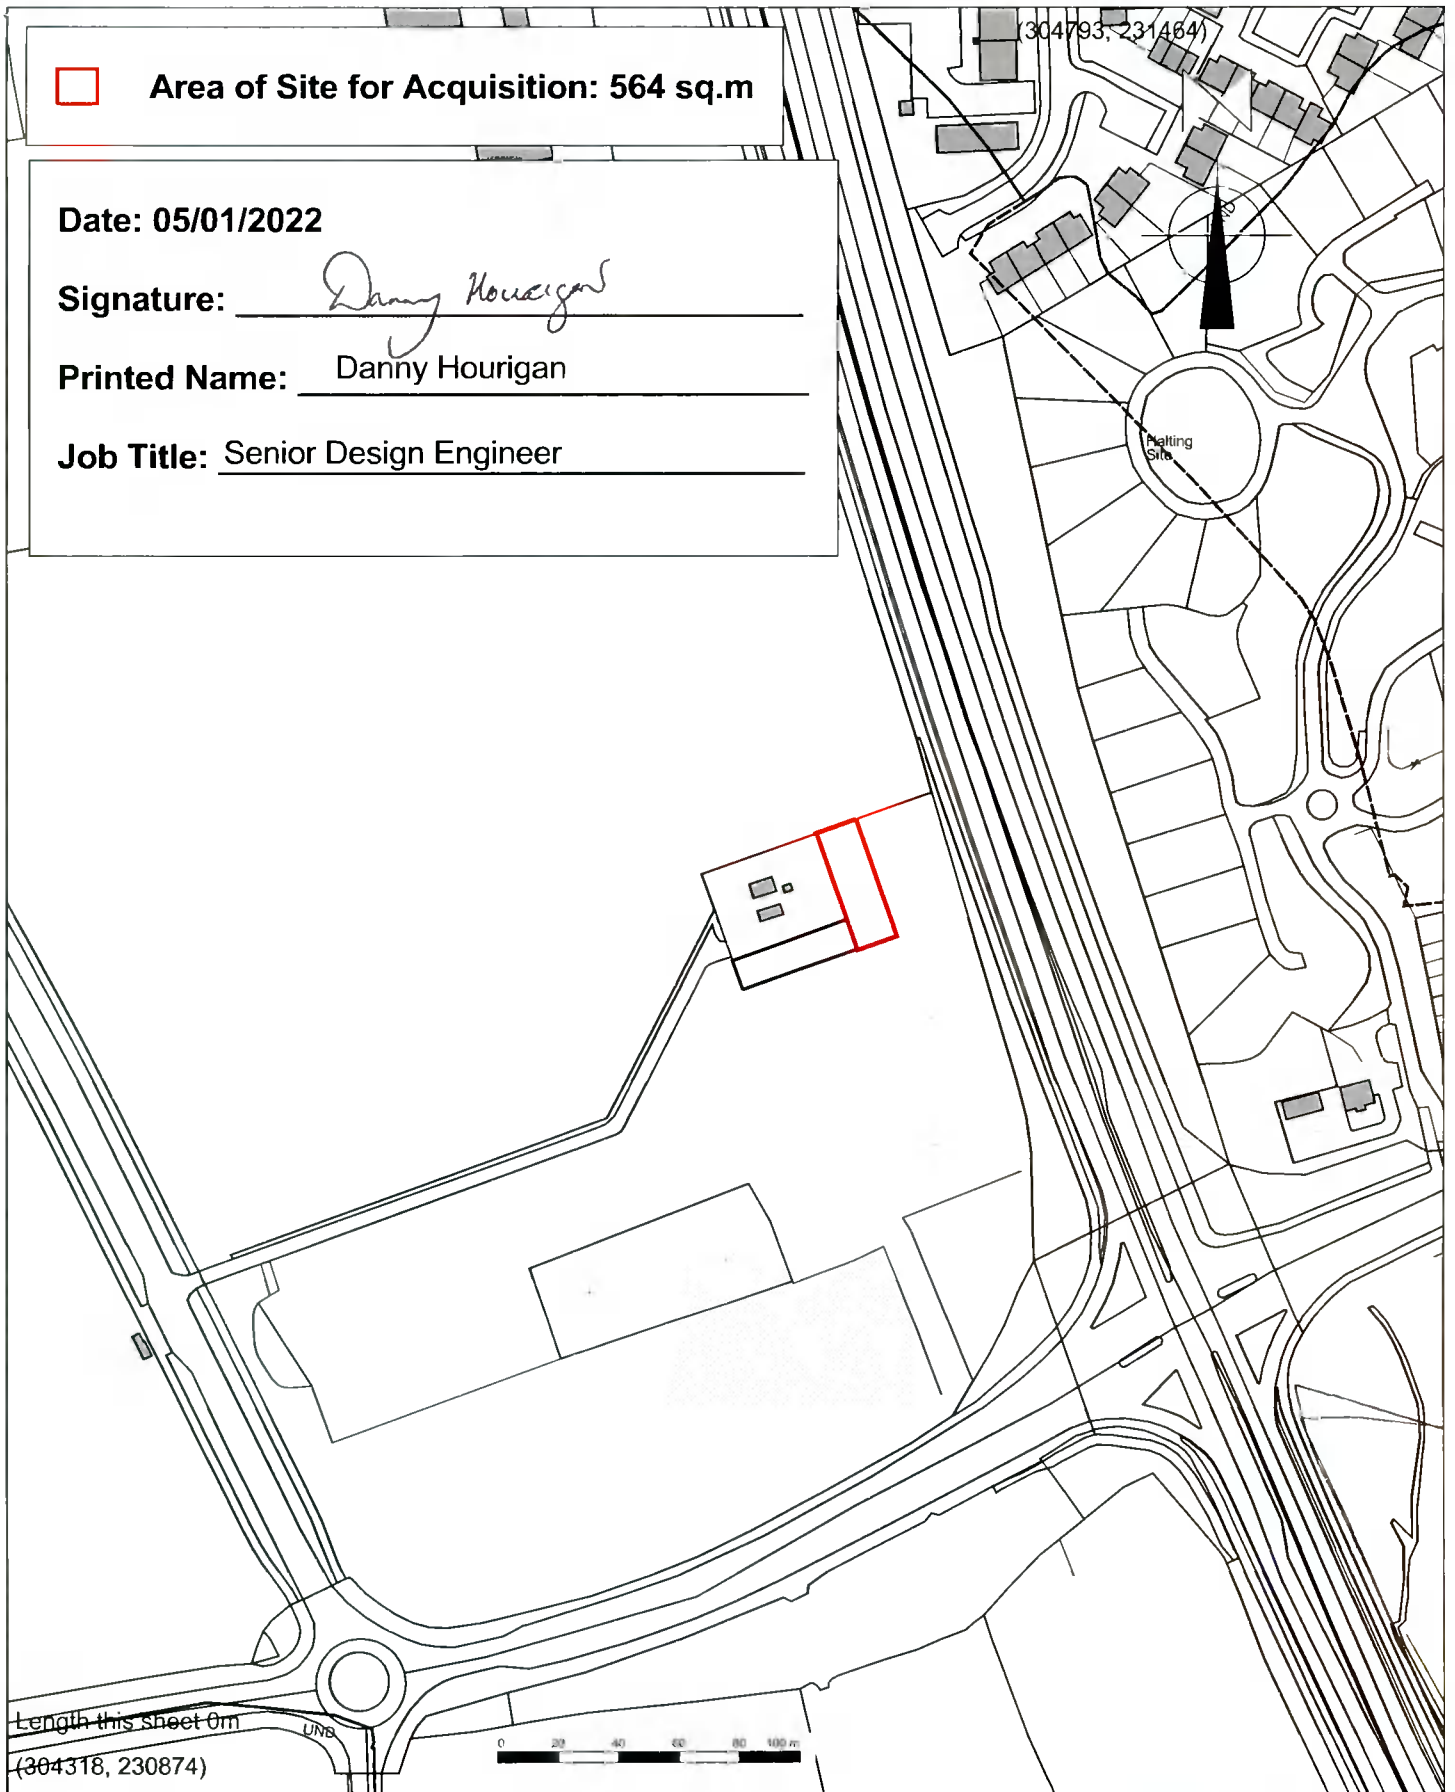 (304793, 231464)
Area of Site for Acquisition: 564 sq.m
Date: 05/01/2022
Signature: Danny Hourigan
Printed Name: Danny Hourigan
Job Title: Senior Design Engineer
Halting
Site
Length this sheet 0m
UND
(304318, 230874)
0 20 40 60 80 100 m